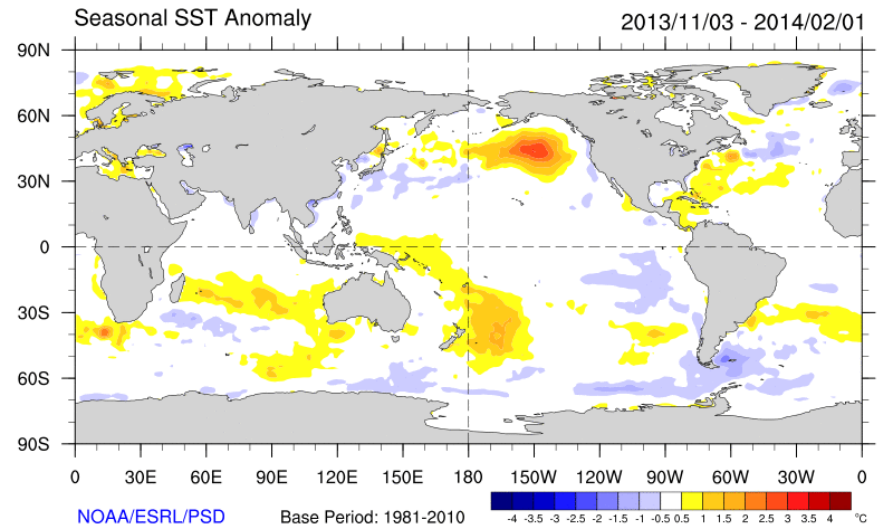 Seasonal SST Anomaly 2013/11/03 - 2014/02/01
90N
60N
30N
0
30S
60S
90S
0 30E 60E 90E 120E 150E 180 150W 120W 90W 60W 30W 0
NOAA/ESRL/PSD Base Period: 1981-2010
-4 -3.5 -3 -2.5 -2 -1.5 -1 -0.5 0.5 1 1.5 2 2.5 3 3.5 4 °C